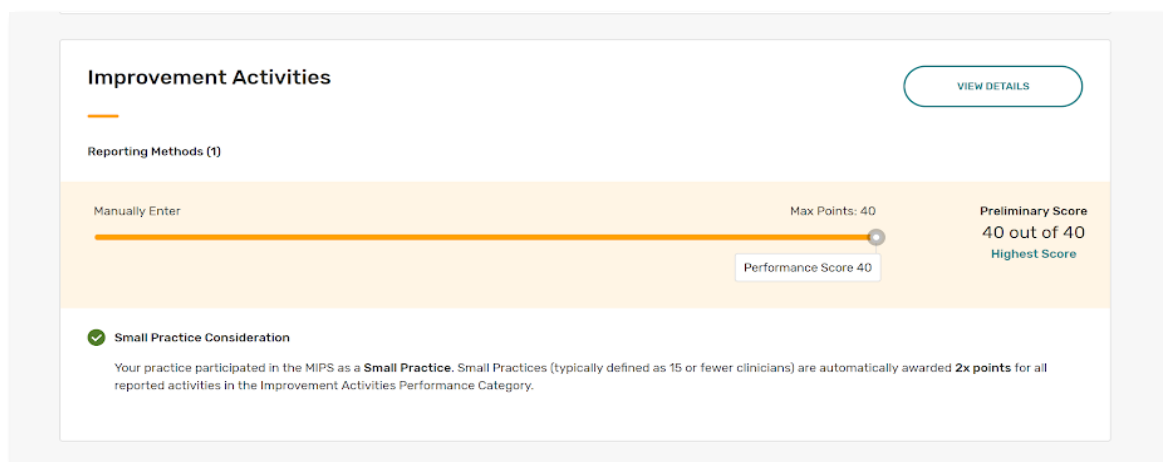 Improvement Activities
VIEW DETAILS
Reporting Methods (1)
Manually Enter
Max Points: 40
Performance Score 40
Preliminary Score
40 out of 40
Highest Score
Small Practice Consideration
Your practice participated in the MIPS as a Small Practice. Small Practices (typically defined as 15 or fewer clinicians) are automatically awarded 2x points for all
reported activities in the Improvement Activities Performance Category.